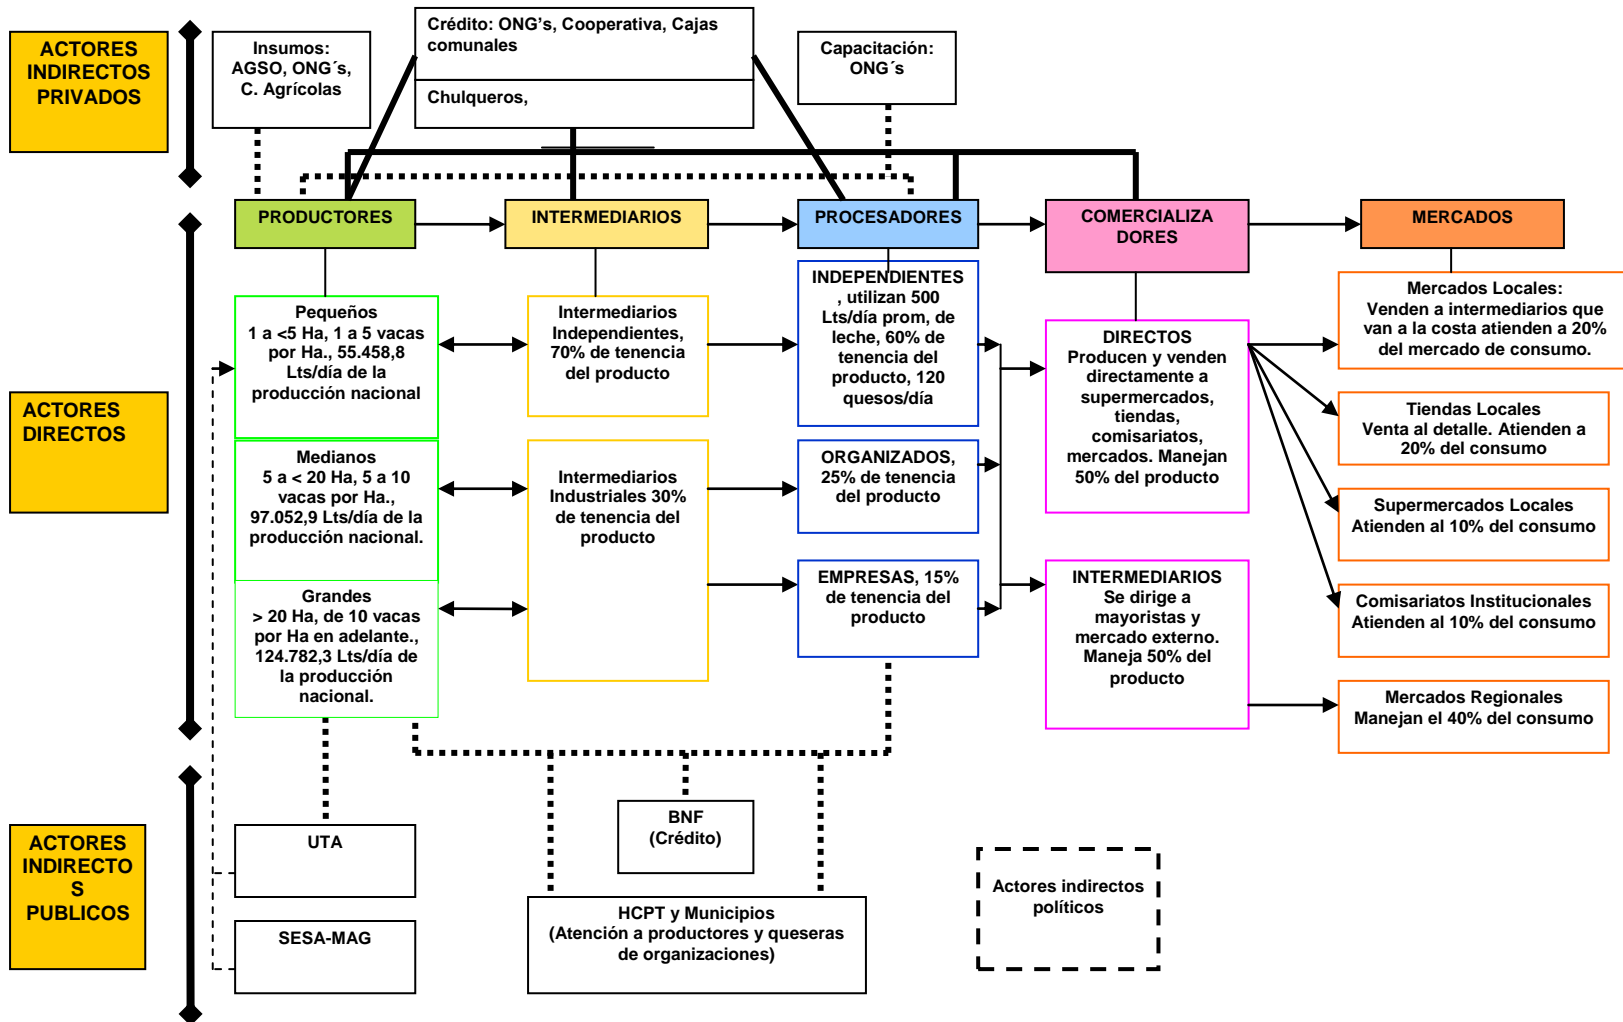 ACTORES
INDIRECTOS
PRIVADOS
Insumos:
AGSO, ONG´s,
C. Agrícolas
Crédito: ONG's, Cooperativa, Cajas
comunales
Chulqueros,
Capacitación:
ONG´s
PRODUCTORES
INTERMEDIARIOS
PROCESADORES
COMERCIALIZA
DORES
MERCADOS
ACTORES
DIRECTOS
Pequeños
1 a <5 Ha, 1 a 5 vacas
por Ha., 55.458,8
Lts/día de la
producción nacional
Medianos
5 a < 20 Ha, 5 a 10
vacas por Ha.,
97.052,9 Lts/día de la
producción nacional.
Grandes
> 20 Ha, de 10 vacas
por Ha en adelante.,
124.782,3 Lts/día de
la producción
nacional.
Intermediarios
Independientes,
70% de tenencia
del producto
Intermediarios
Industriales 30%
de tenencia del
producto
INDEPENDIENTES
, utilizan 500
Lts/día prom, de
leche, 60% de
tenencia del
producto, 120
quesos/día
ORGANIZADOS,
25% de tenencia
del producto
EMPRESAS, 15%
de tenencia del
producto
DIRECTOS
Producen y venden
directamente a
supermercados,
tiendas,
comisariatos,
mercados. Manejan
50% del producto
INTERMEDIARIOS
Se dirige a
mayoristas y
mercado externo.
Maneja 50% del
producto
Mercados Locales:
Venden a intermediarios que
van a la costa atienden a 20%
del mercado de consumo.
Tiendas Locales
Venta al detalle. Atienden a
20% del consumo
Supermercados Locales
Atienden al 10% del consumo
Comisariatos Institucionales
Atienden al 10% del consumo
Mercados Regionales
Manejan el 40% del consumo
ACTORES
INDIRECTO
S
PUBLICOS
UTA
SESA-MAG
BNF
(Crédito)
HCPT y Municipios
(Atención a productores y queseras
de organizaciones)
Actores indirectos
políticos